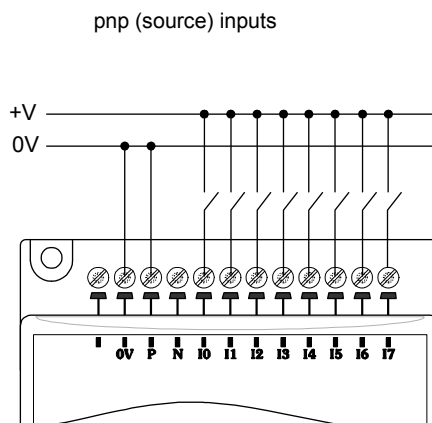 pnp (source) inputs
+V
0V
0V P N I0 I1 I2 I3 I4 I5 I6 I7